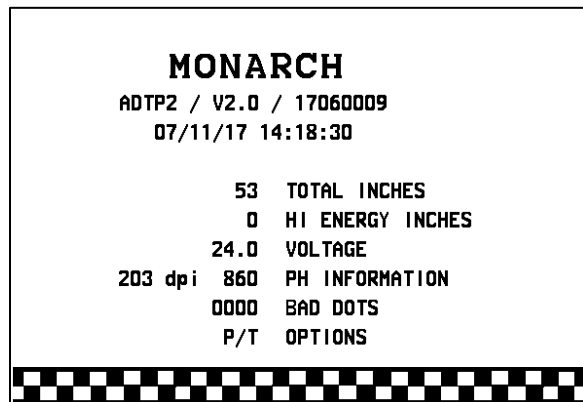 MONARCH
ADTP2 / V2.0 / 17060009
07/11/17 14:18:30
53 TOTAL INCHES
0 HI ENERGY INCHES
24.0 VOLTAGE
203 dpi 860 PH INFORMATION
0000 BAD DOTS
P/T OPTIONS